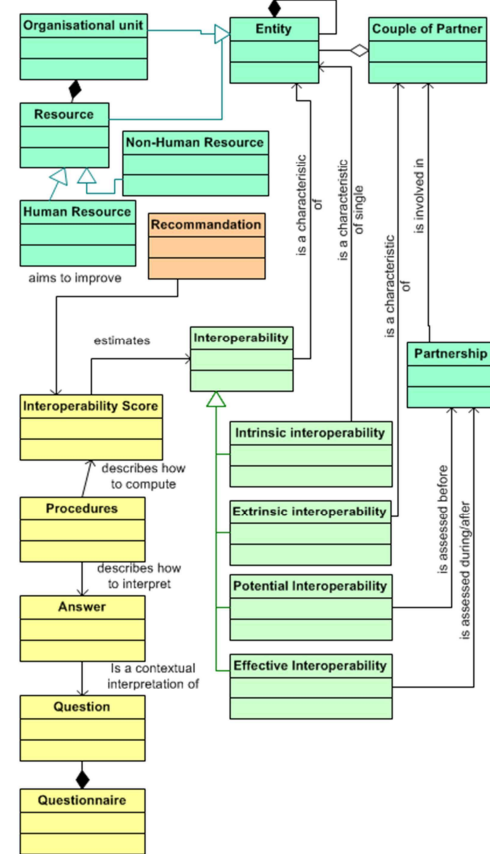 Organisational unit
Entity
Couple of Partner
Resource
Non-Human Resource
Human Resource
Recommandation
aims to improve
is a characteristic
of
is a characteristic
of single
is a characteristic
of
is involved in
estimates
Interoperability
Partnership
Interoperability Score
Intrinsic interoperability
describes how
to compute
Procedures
Extrinsic interoperability
is assessed before
is assessed during/after
describes how
to interpret
Potential Interoperability
Answer
Is a contextual
interpretation of
Effective Interoperability
Question
Questionnaire